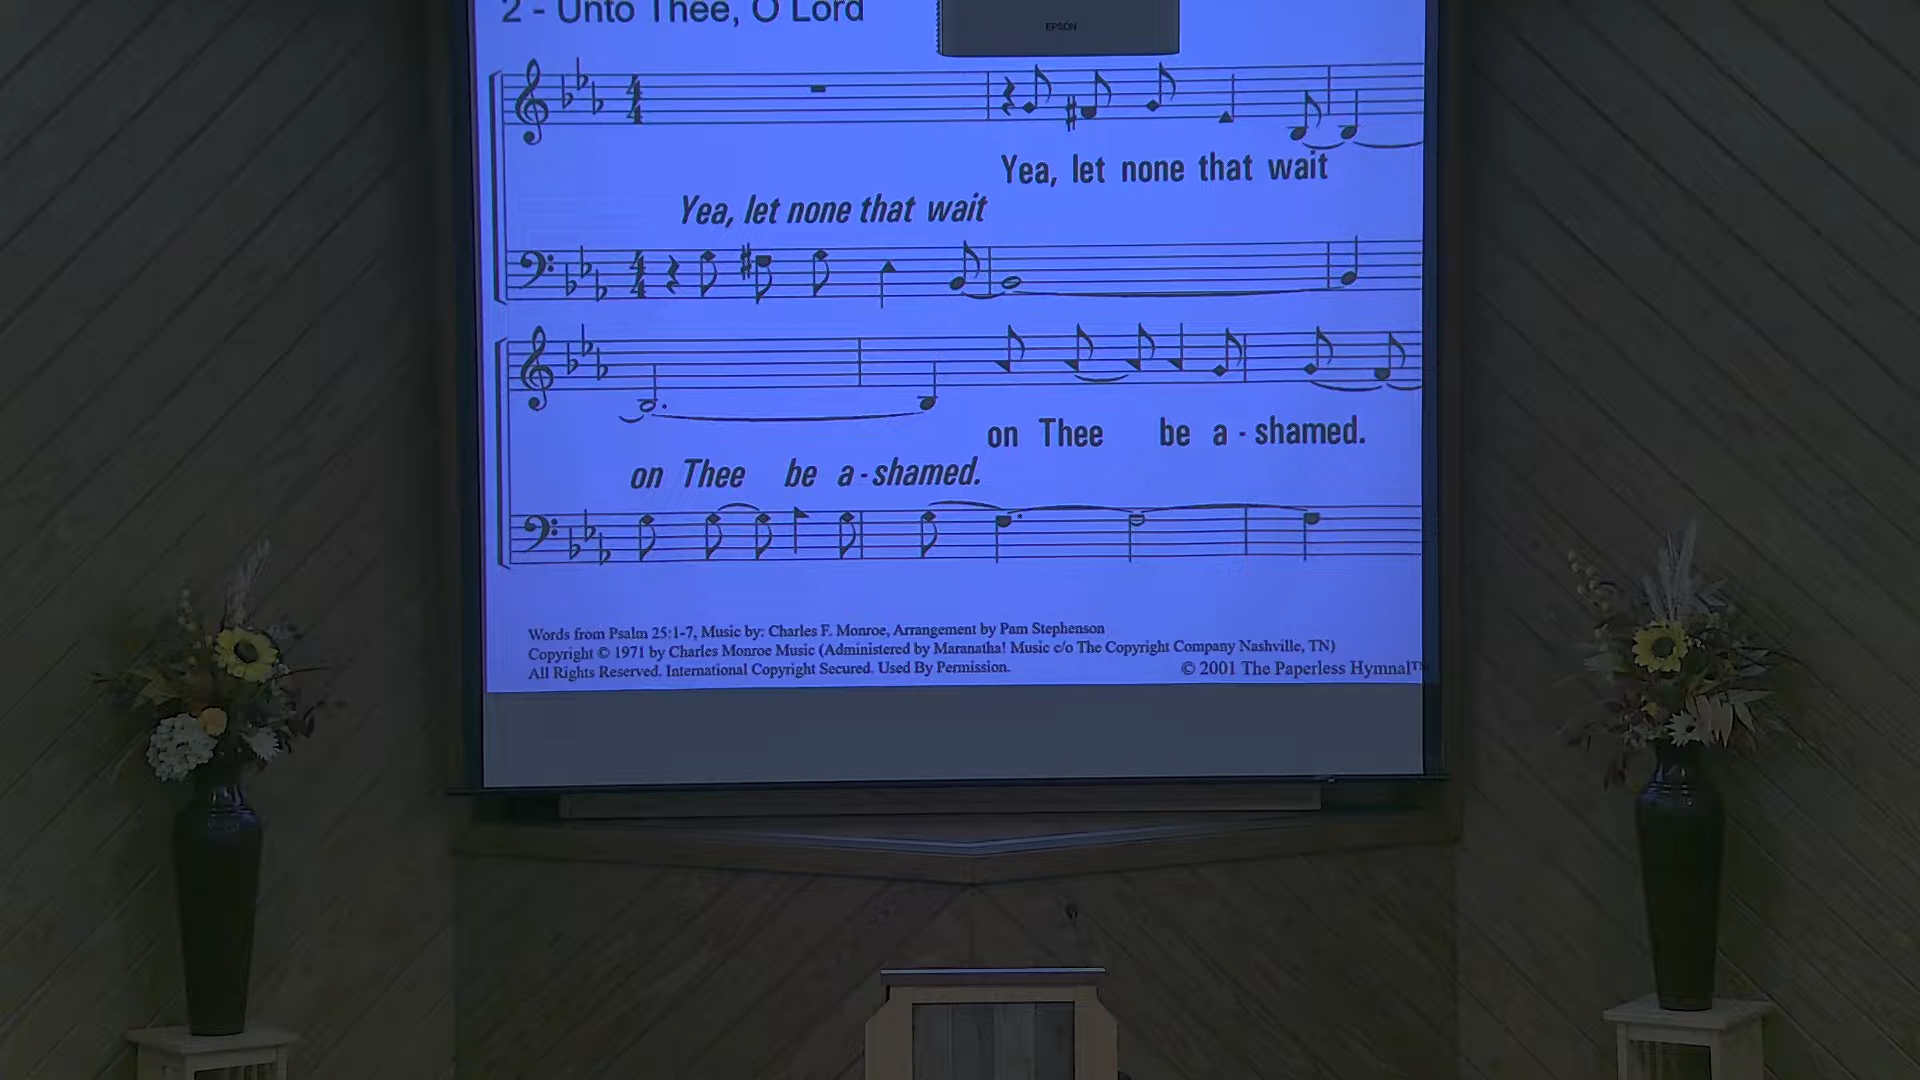 2 - Unto Thee, O Lord
EPSON
Yea, let none that wait
Yea, let none that wait
on Thee be a - shamed.
on Thee be a - shamed.
Words from Psalm 25:1-7, Music by: Charles F. Monroe, Arrangement by Pam Stephenson
Copyright © 1971 by Charles Monroe Music (Administered by Maranatha! Music c/o The Copyright Company Nashville, TN)
All Rights Reserved. International Copyright Secured. Used By Permission.
© 2001 The Paperless Hymnal™